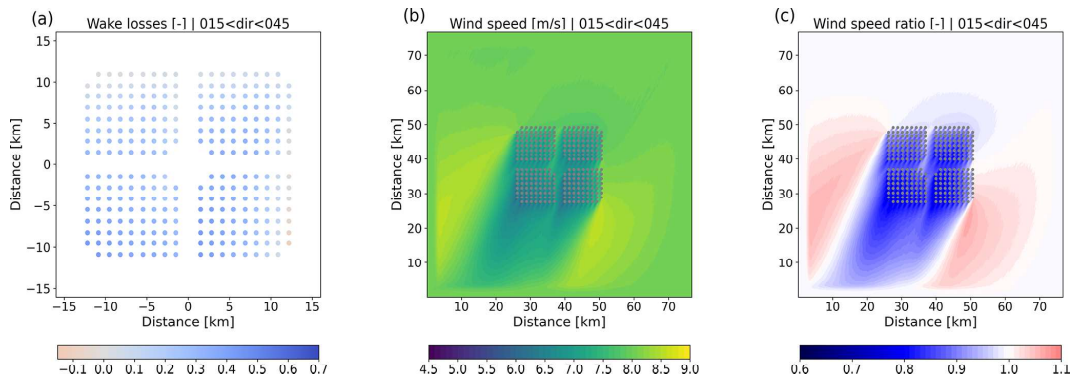 (a)
Wake losses [-] | 015<dir<045
15
10
5
0
−5
−10
−15
Distance [km]
−15 −10 −5 0 5 10 15
Distance [km]
−0.1 0.0 0.1 0.2 0.3 0.4 0.5 0.6 0.7
(b)
Wind speed [m/s] | 015<dir<045
70
60
50
40
30
20
10
Distance [km]
10 20 30 40 50 60 70
Distance [km]
4.5 5.0 5.5 6.0 6.5 7.0 7.5 8.0 8.5 9.0
(c)
Wind speed ratio [-] | 015<dir<045
70
60
50
40
30
20
10
Distance [km]
10 20 30 40 50 60 70
Distance [km]
0.6 0.7 0.8 0.9 1.0 1.1